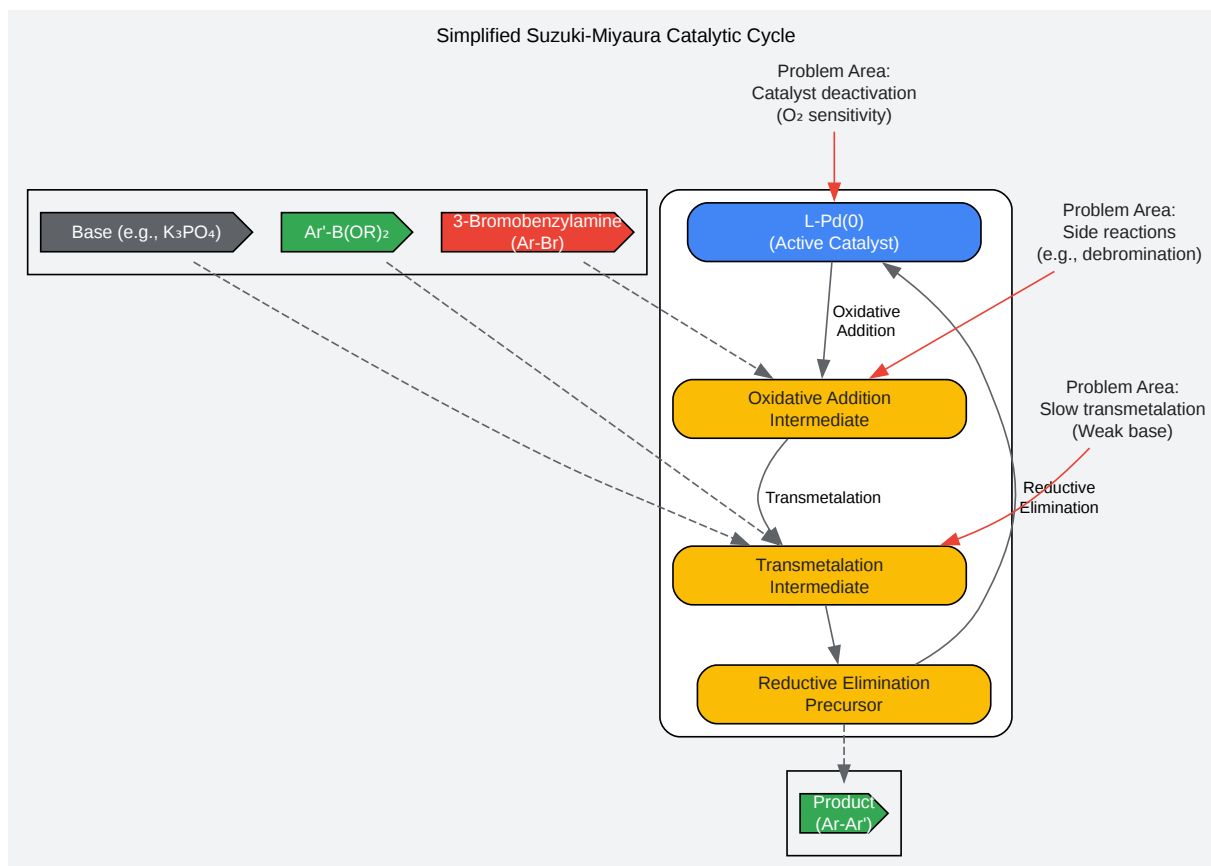 Simplified Suzuki-Miyaura Catalytic Cycle
Problem Area:
Catalyst deactivation
(O₂ sensitivity)
Base (e.g., K₃PO₄)
Ar'-B(OR)₂
3-Bromobenzylamine
(Ar-Br)
L-Pd(0)
(Active Catalyst)
Problem Area:
Side reactions
(e.g., debromination)
Oxidative
Addition
Oxidative Addition
Intermediate
Problem Area:
Slow transmetalation
(Weak base)
Transmetalation
Reductive
Elimination
Transmetalation
Intermediate
Reductive Elimination
Precursor
Product
(Ar-Ar')